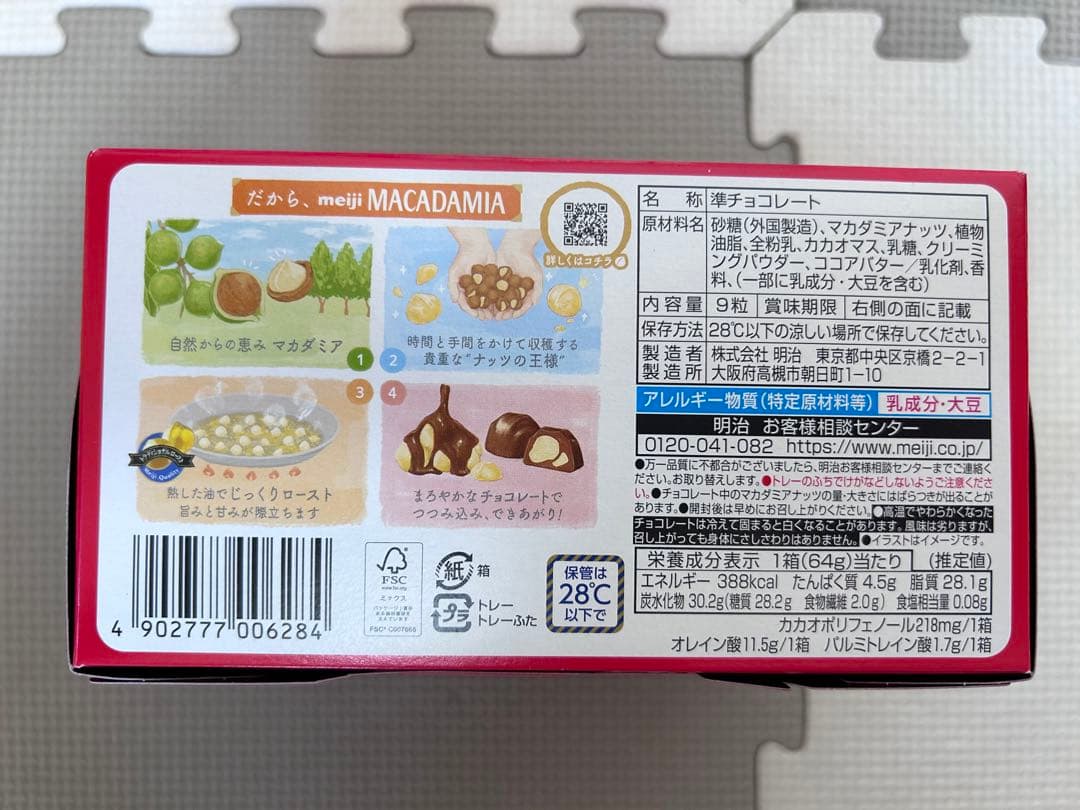 だから、meiji MACADAMIA
詳しくはコチラ
自然からの恵み マカダミア
1
2
時間と手間をかけて収穫する
貴重な"ナッツの王様"
3
4
トラディショナルロースト
Meiji Quality
熱した油でじっくりロースト
旨みと甘みが際立ちます
まろやかなチョコレートで
つつみ込み、できあがり!
4 902777 006284
FSC
www.fsc.org
ミックス
FSC® C007665
紙 箱
プラ トレー
トレーふた
保管は
28℃
以下で
名 称 準チョコレート
原材料名 砂糖(外国製造)、マカダミアナッツ、植物
油脂、全粉乳、カカオマス、乳糖、クリーミ
ングパウダー、ココアバター/乳化剤、香
料、(一部に乳成分・大豆を含む)
内容量 9粒 賞味期限 右側の面に記載
保存方法 28℃以下の涼しい場所で保存してください。
製造者 株式会社 明治 東京都中央区京橋2-2-1
製造所 大阪府高槻市朝日町1-10
アレルギー物質(特定原材料等) 乳成分・大豆
明治 お客様相談センター
0120-041-082 https://www.meiji.co.jp/
●万一品質に不都合がございましたら、明治お客様相談センターまでご連絡く
ださい。お取り替えします。●トレーのふちでけがなどしないようご注意くださ
い。●チョコレート中のマカダミアナッツの量・大きさにはばらつきが出ることが
あります。●開封後は早めにお召し上がりください。●高温でやわらかくなった
チョコレートは冷えて固まると白くなることがあります。風味は劣りますが、
召し上がっても身体にさしさわりはありません。●イラストはイメージです。
栄養成分表示 1箱(64g)当たり (推定値)
エネルギー 388kcal たんぱく質 4.5g 脂質 28.1g
炭水化物 30.2g(糖質 28.2g 食物繊維 2.0g) 食塩相当量 0.08g
カカオポリフェノール218mg/1箱
オレイン酸11.5g/1箱 パルミトレイン酸1.7g/1箱